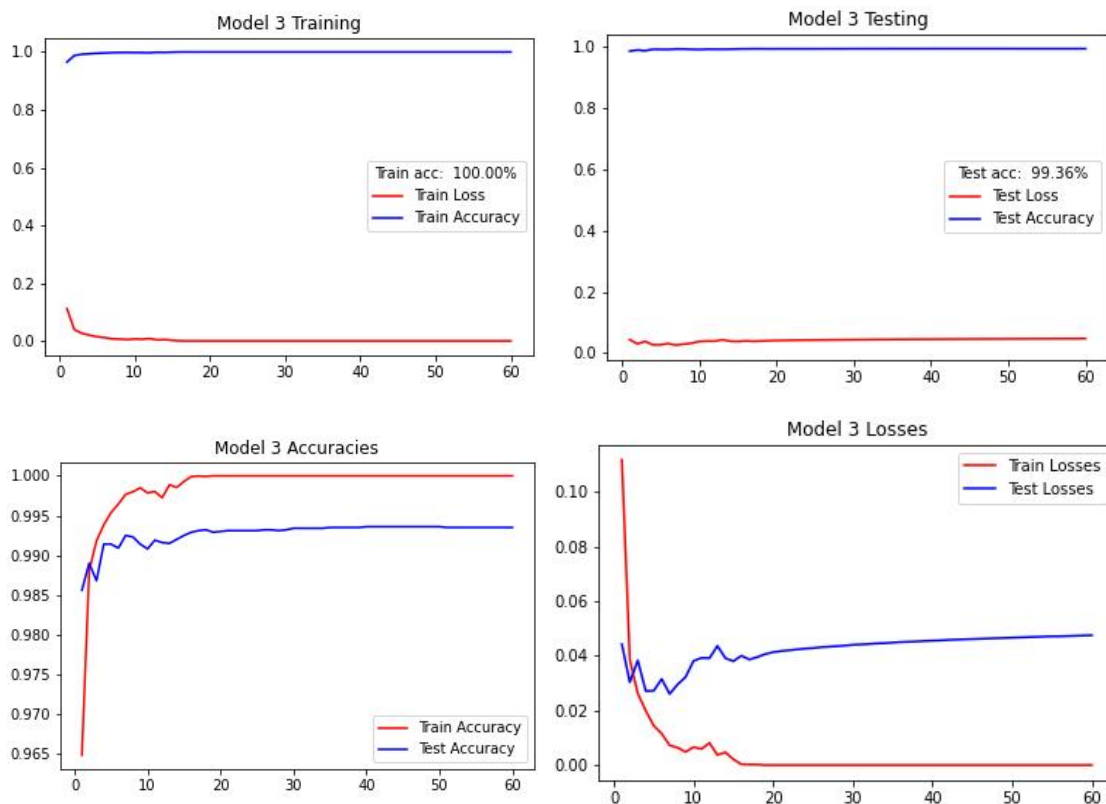 Model 3 Training
1.0
0.8
0.6
0.4
0.2
0.0
Train acc: 100.00%
Train Loss
Train Accuracy
0 10 20 30 40 50 60
Model 3 Testing
1.0
0.8
0.6
0.4
0.2
0.0
Test acc: 99.36%
Test Loss
Test Accuracy
0 10 20 30 40 50 60
Model 3 Accuracies
1.000
0.995
0.990
0.985
0.980
0.975
0.970
0.965
Train Accuracy
Test Accuracy
0 10 20 30 40 50 60
Model 3 Losses
0.10
0.08
0.06
0.04
0.02
0.00
Train Losses
Test Losses
0 10 20 30 40 50 60